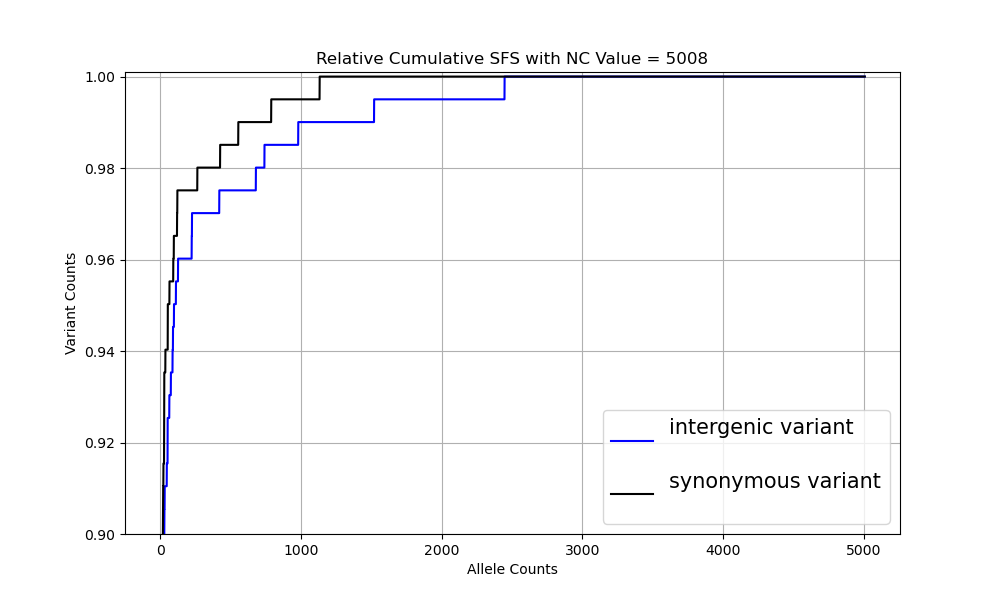 Relative Cumulative SFS with NC Value = 5008
1.00
0.98
0.96
0.94
0.92
0.90
Variant Counts
intergenic variant
synonymous variant
0 1000 2000 3000 4000 5000
Allele Counts